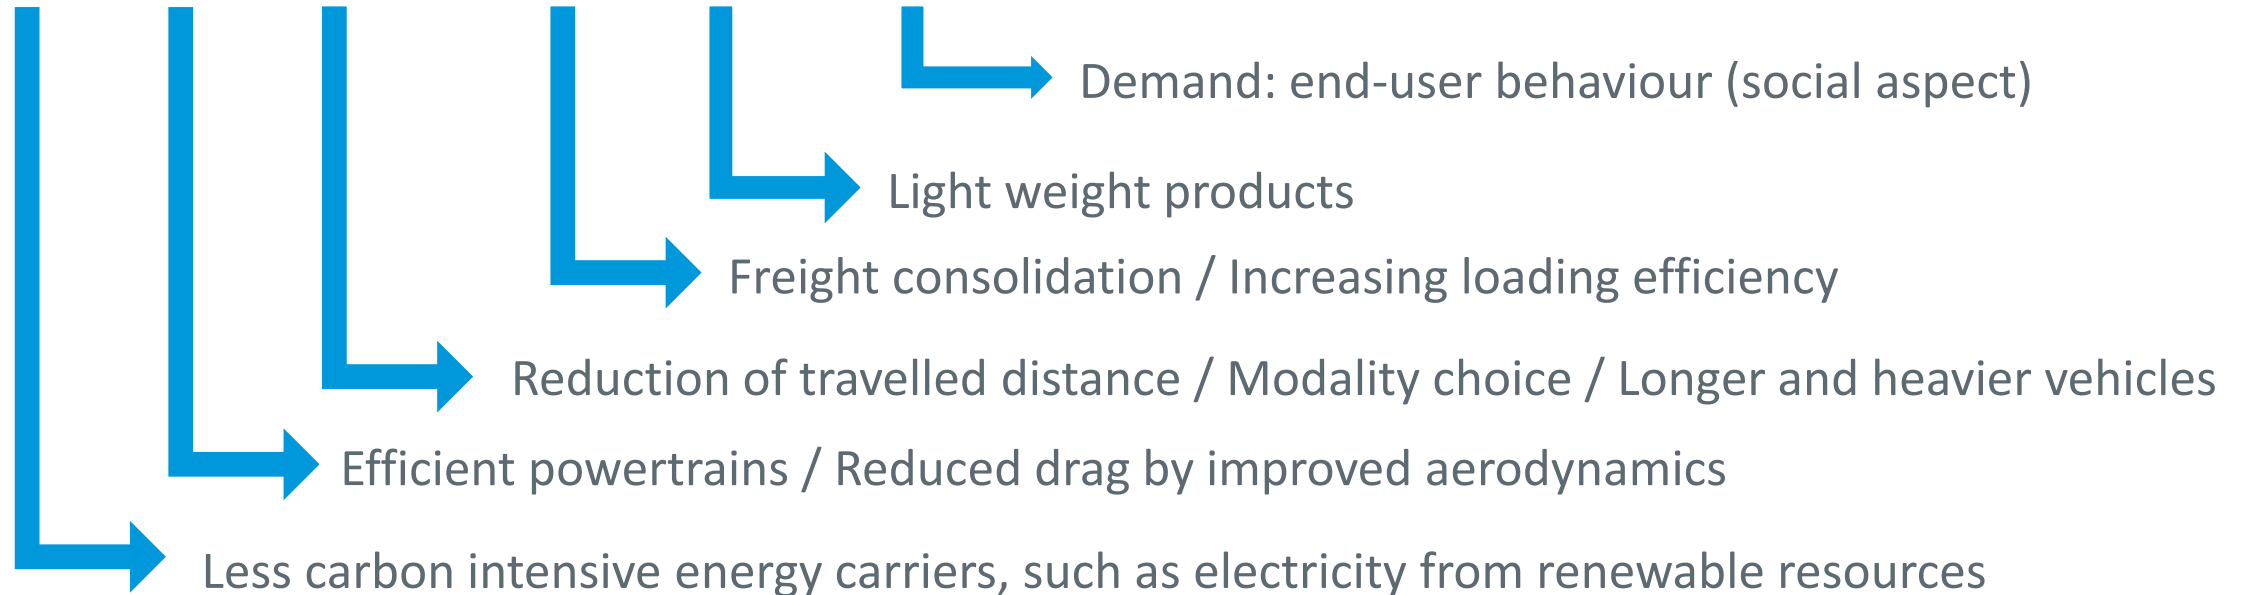 Demand: end-user behaviour (social aspect)
Light weight products
Freight consolidation / Increasing loading efficiency
Reduction of travelled distance / Modality choice / Longer and heavier vehicles
Efficient powertrains / Reduced drag by improved aerodynamics
Less carbon intensive energy carriers, such as electricity from renewable resources